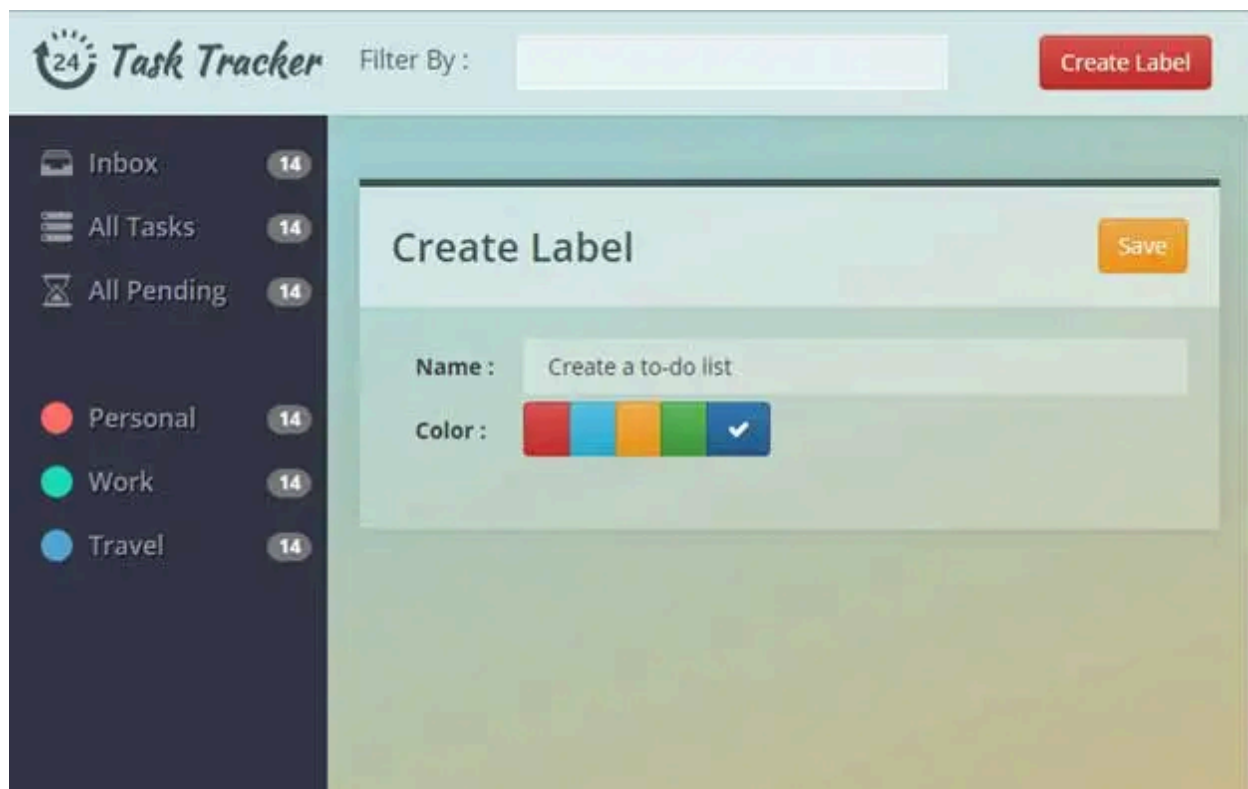 24 Task Tracker
Filter By :
Create Label
Inbox 14
All Tasks 14
All Pending 14
Personal 14
Work 14
Travel 14
Create Label
Save
Name : Create a to-do list
Color :